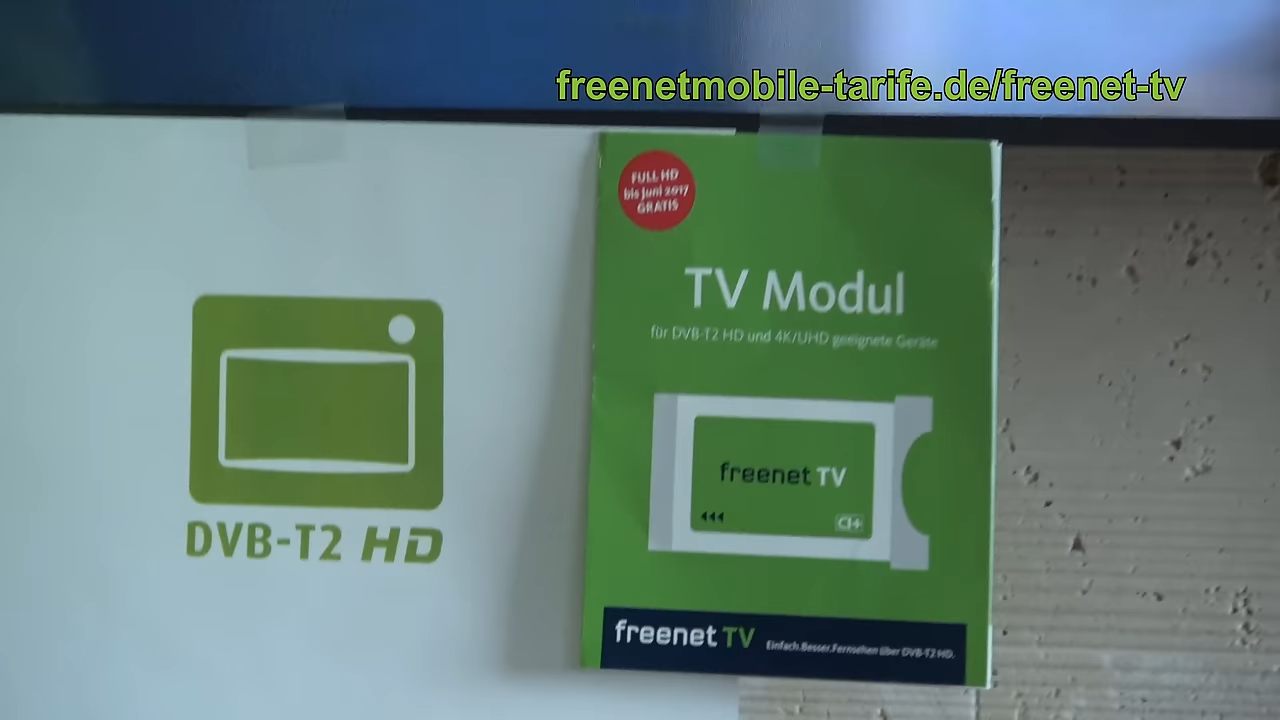 freenetmobile-tarife.de/freenet-tv
FULL HD
bis Juni 2017
GRATIS
TV Modul
für DVB-T2 HD und 4K/UHD geeignete Geräte
freenet TV
CI+
DVB-T2 HD
freenet TV Einfach.Besser.Fernsehen über DVB-T2 HD.